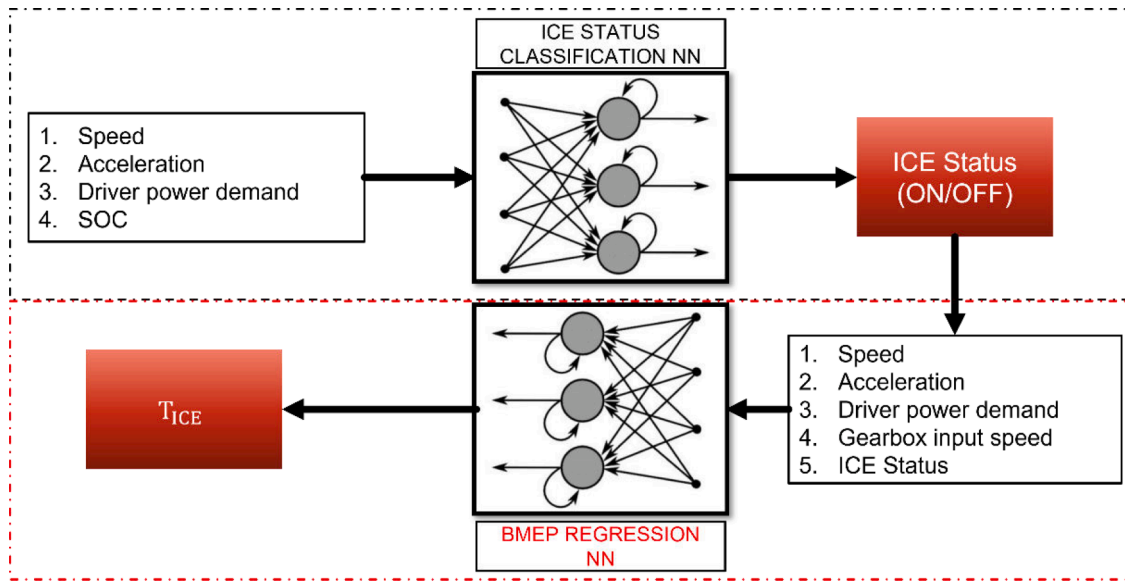 ICE STATUS
CLASSIFICATION NN
1. Speed
2. Acceleration
3. Driver power demand
4. SOC
ICE Status
(ON/OFF)
1. Speed
2. Acceleration
3. Driver power demand
4. Gearbox input speed
5. ICE Status
T_ICE
BMEP REGRESSION
NN